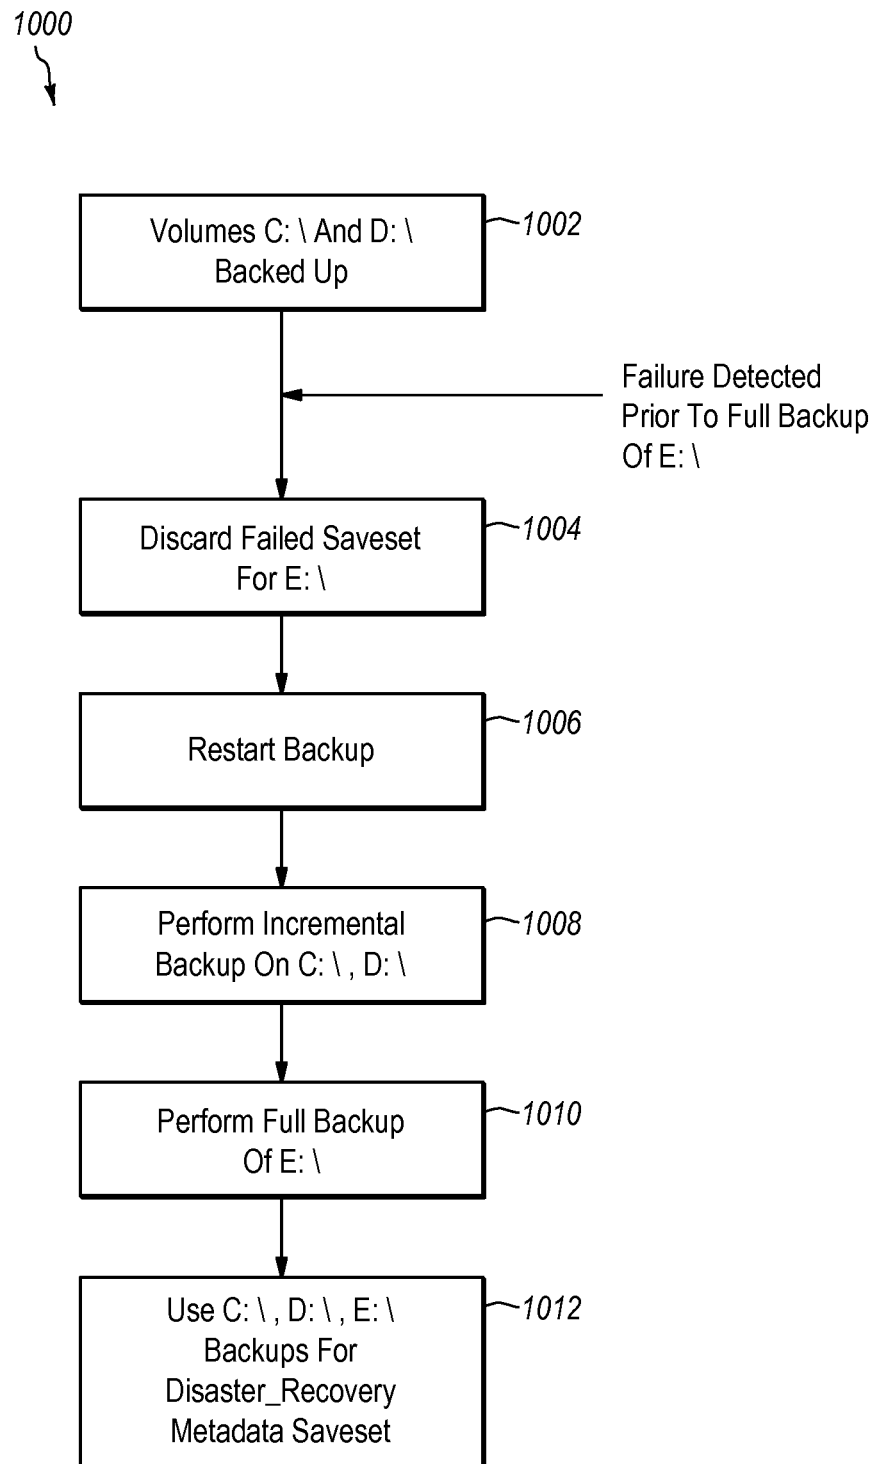 1000
Volumes C: \ And D: \
Backed Up
1002
Failure Detected
Prior To Full Backup
Of E: \
Discard Failed Saveset
For E: \
1004
Restart Backup
1006
Perform Incremental
Backup On C: \ , D: \
1008
Perform Full Backup
Of E: \
1010
Use C: \ , D: \ , E: \
Backups For
Disaster_Recovery
Metadata Saveset
1012